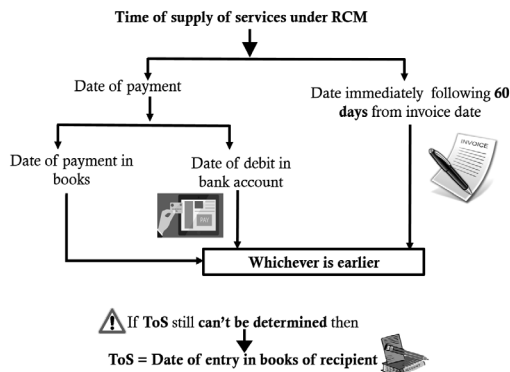 Time of supply of services under RCM
Date of payment
Date immediately following 60
days from invoice date
Date of payment in
books
Date of debit in
bank account
INVOICE
PAY
Whichever is earlier
If ToS still can't be determined then
ToS = Date of entry in books of recipient